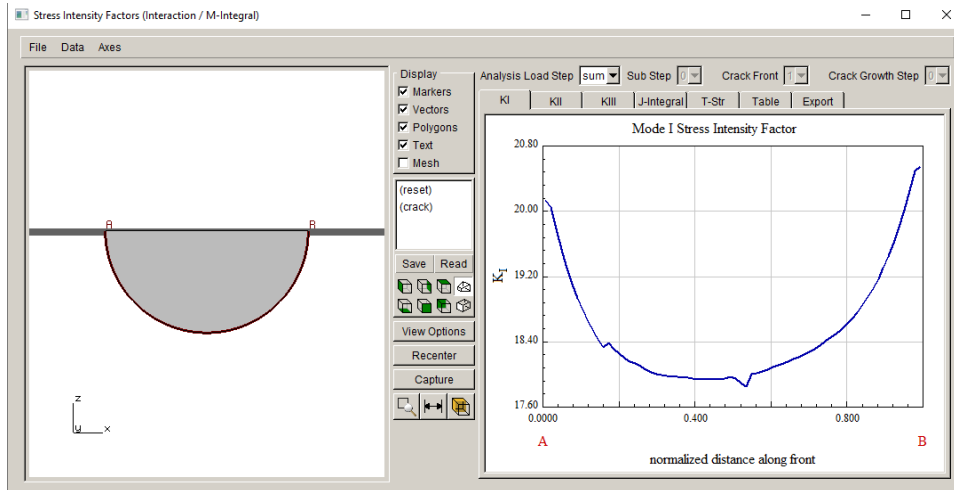 Stress Intensity Factors (Interaction / M-Integral)
File Data Axes
A B
z
y x
Display
Markers
Vectors
Polygons
Text
Mesh
(reset)
(crack)
Save Read
View Options
Recenter
Capture
Analysis Load Step sum Sub Step 0 Crack Front 1 Crack Growth Step 0
KI KII KIII J-Integral T-Str Table Export
Mode I Stress Intensity Factor
20.80
20.00
19.20
18.40
17.60
KI
0.0000 0.400 0.800
A B
normalized distance along front